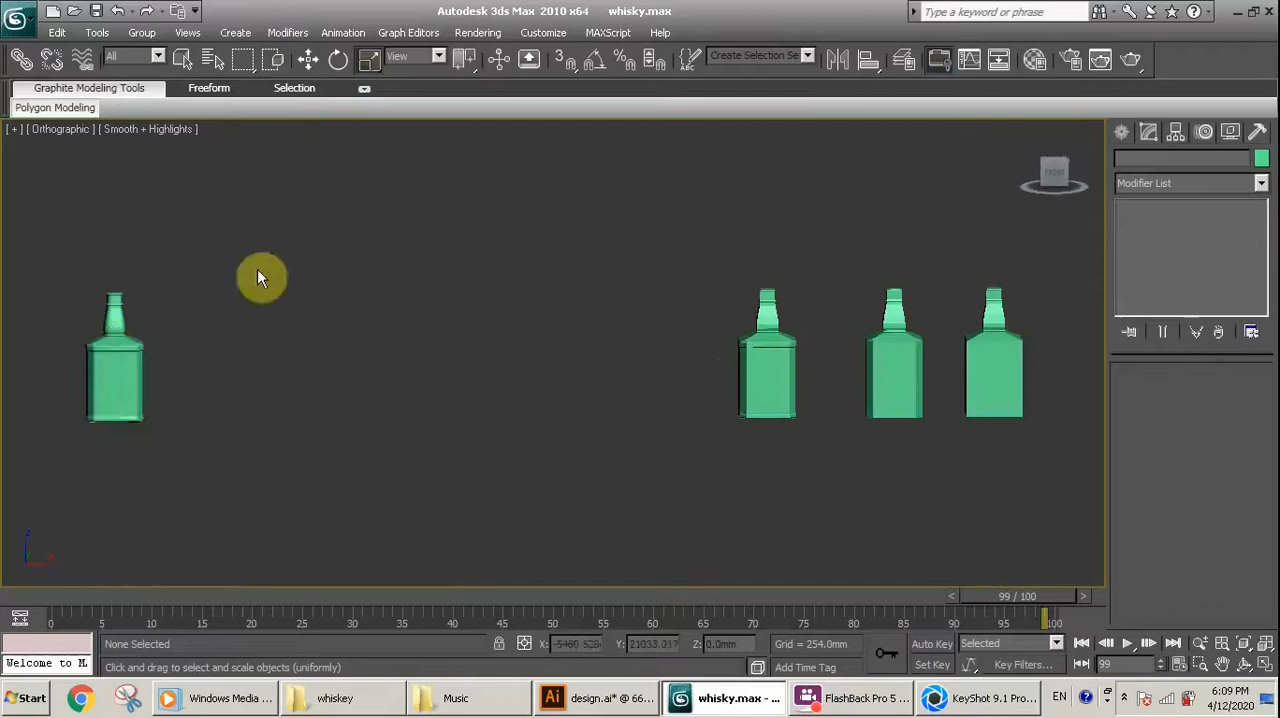 Autodesk 3ds Max 2010 x64 whisky.max
Type a keyword or phrase
Edit Tools Group Views Create Modifiers Animation Graph Editors Rendering Customize MAXScript Help
All
View
Create Selection Se
Graphite Modeling Tools Freeform Selection
Polygon Modeling
[ + ] [ Orthographic ] [ Smooth + Highlights ]
FRONT
Modifier List
99 / 100
0 5 10 15 20 25 30 35 40 45 50 55 60 65 70 75 80 85 90 95 100
None Selected X: Y: 21033.017 Z: 0.0mm Grid = 254.0mm Auto Key Selected
Welcome to M
Click and drag to select and scale objects (uniformly) Add Time Tag Set Key Key Filters... 99
Start Windows Media ... whiskey Music design.ai* @ 66... whisky.max - ... FlashBack Pro 5 ... KeyShot 9.1 Pro... EN 6:09 PM
4/12/2020